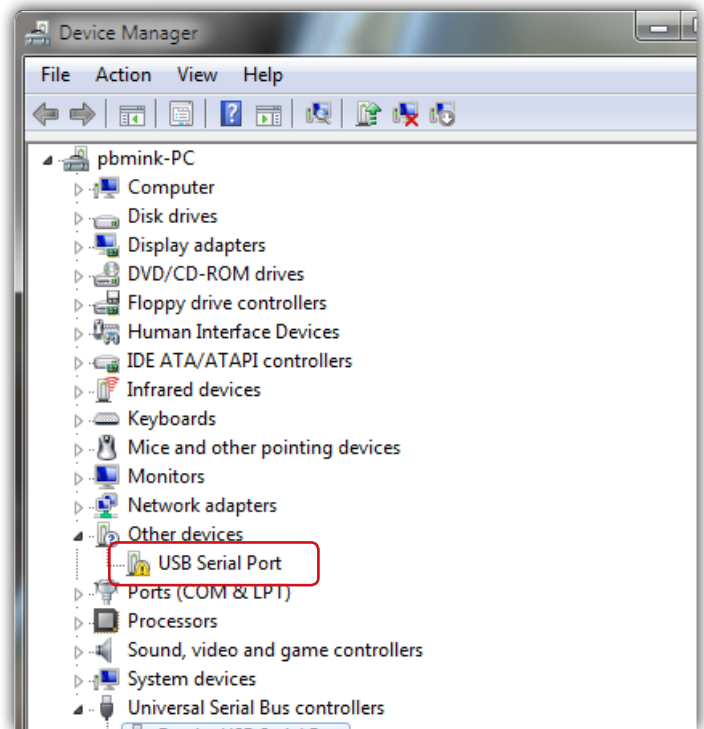 Device Manager
File Action View Help
pbmink-PC
Computer
Disk drives
Display adapters
DVD/CD-ROM drives
Floppy drive controllers
Human Interface Devices
IDE ATA/ATAPI controllers
Infrared devices
Keyboards
Mice and other pointing devices
Monitors
Network adapters
Other devices
USB Serial Port
Ports (COM & LPT)
Processors
Sound, video and game controllers
System devices
Universal Serial Bus controllers